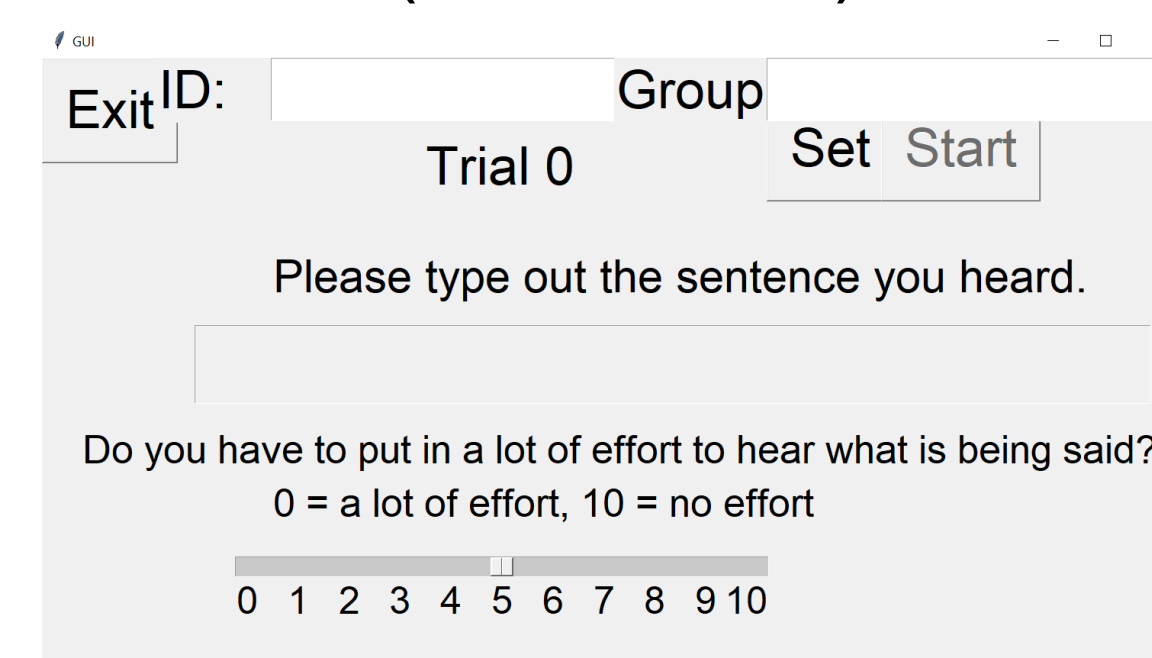 GUI
Exit ID: Group
Trial 0 Set Start
Please type out the sentence you heard.
Do you have to put in a lot of effort to hear what is being said?
0 = a lot of effort, 10 = no effort
0 1 2 3 4 5 6 7 8 9 10